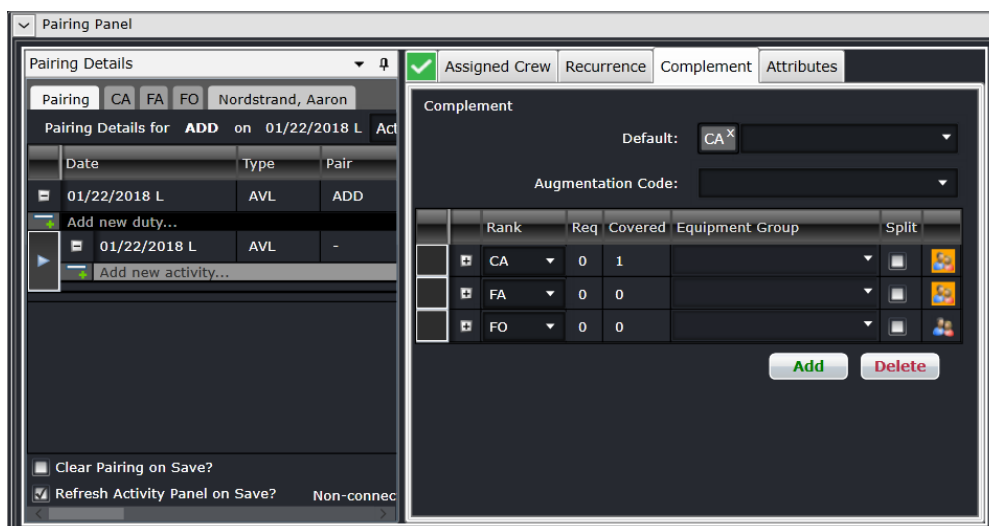 Pairing Panel
Pairing Details
Pairing CA FA FO Nordstrand, Aaron
Pairing Details for ADD on 01/22/2018 L Act
Date Type Pair
01/22/2018 L AVL ADD
Add new duty...
01/22/2018 L AVL -
Add new activity...
Clear Pairing on Save?
Refresh Activity Panel on Save? Non-connec
Assigned Crew Recurrence Complement Attributes
Complement
Default: CA X
Augmentation Code:
Rank Req Covered Equipment Group Split
CA 0 1
FA 0 0
FO 0 0
Add Delete